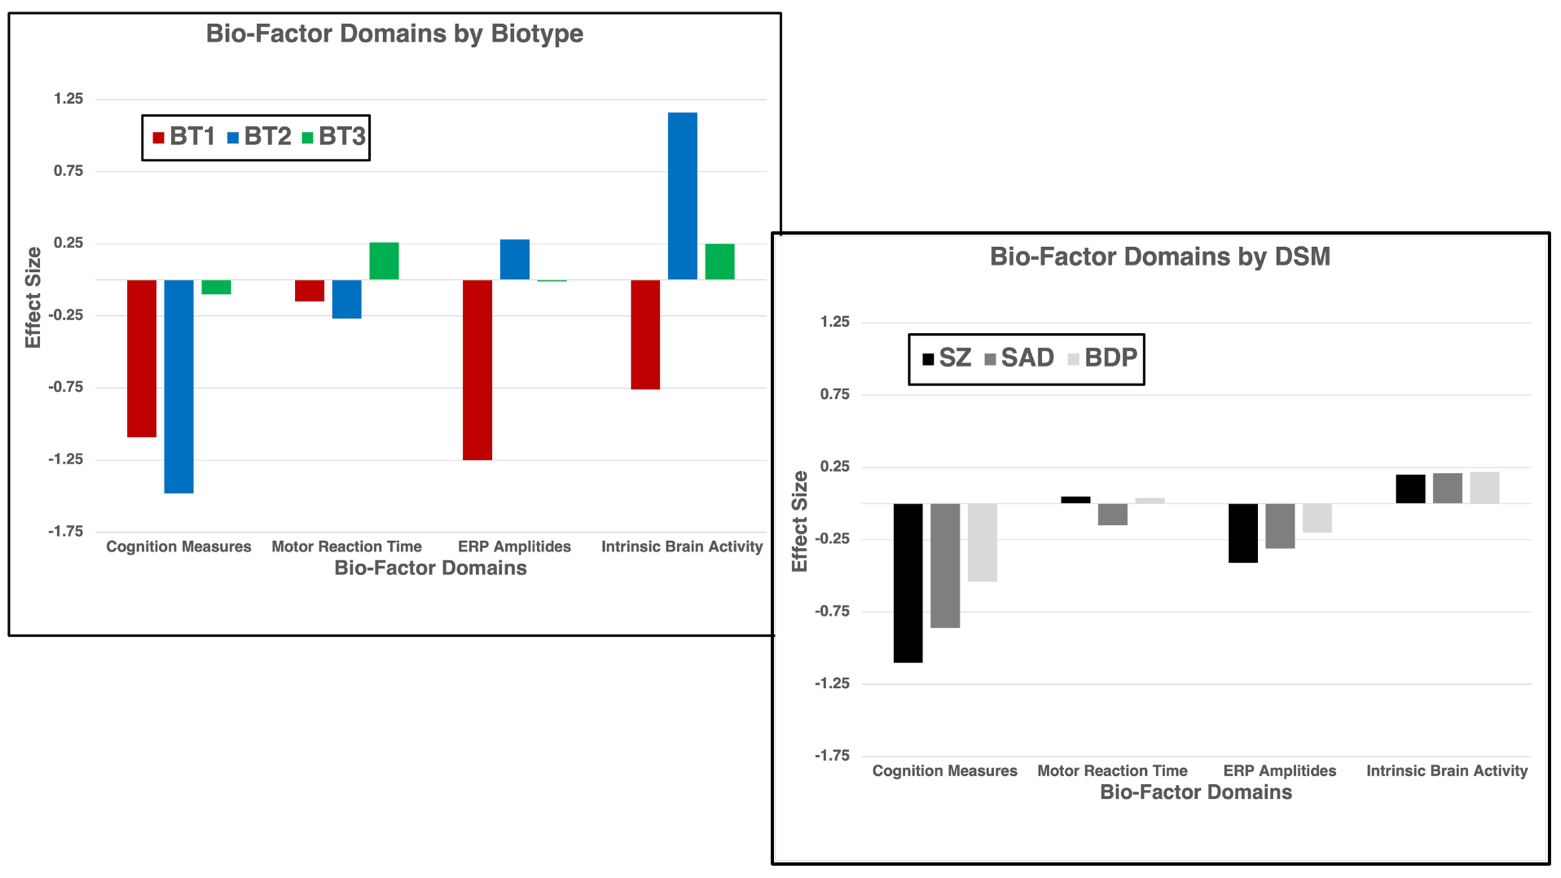 Bio-Factor Domains by Biotype
1.25
BT1 BT2 BT3
0.75
0.25
-0.25
-0.75
-1.25
-1.75
Effect Size
Cognition Measures Motor Reaction Time ERP Amplitides Intrinsic Brain Activity
Bio-Factor Domains
Bio-Factor Domains by DSM
1.25
SZ SAD BDP
0.75
0.25
-0.25
-0.75
-1.25
-1.75
Effect Size
Cognition Measures Motor Reaction Time ERP Amplitides Intrinsic Brain Activity
Bio-Factor Domains